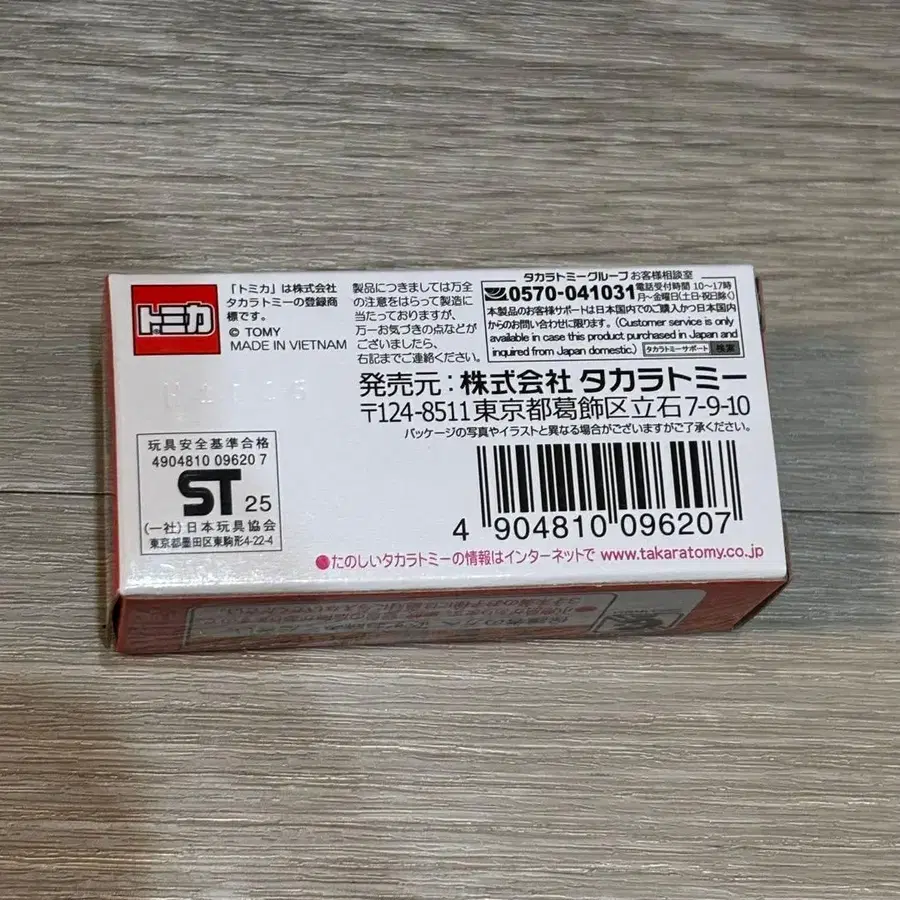 トミカ
「トミカ」は株式会社
タカラトミーの登録商
標です。
© TOMY
MADE IN VIETNAM
製品につきましては万全
の注意をはらって製造に
当たっておりますが、
万一お気づきの点などが
ございましたら、
右記までご連絡ください。
タカラトミーグループ お客様相談室
0570-041031 電話受付時間 10〜17時
月〜金曜日(土・日・祝日除く)
本製品のお客様サポートは日本国内でのご購入かつ日本国内
からのお問い合わせに限ります。(Customer service is only
available in case this product purchased in Japan and
inquired from Japan domestic.) タカラトミーサポート 検索
発売元：株式会社 タカラトミー
〒124-8511東京都葛飾区立石7-9-10
パッケージの写真やイラストと異なる場合がございますがご了承ください。
玩具安全基準合格
4904810 09620 7
ST 25
(一社)日本玩具協会
東京都墨田区東駒形4-22-4
4 904810 096207
●たのしいタカラトミーの情報はインターネットで www.takaratomy.co.jp